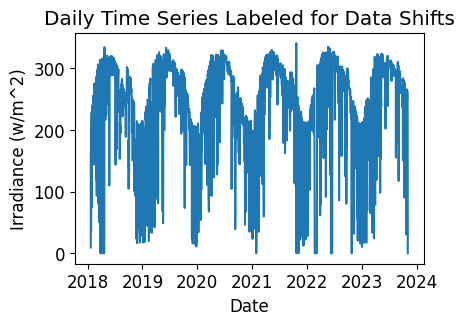 Daily Time Series Labeled for Data Shifts
Irradiance (w/m^2)
300
200
100
0
2018 2019 2020 2021 2022 2023 2024
Date